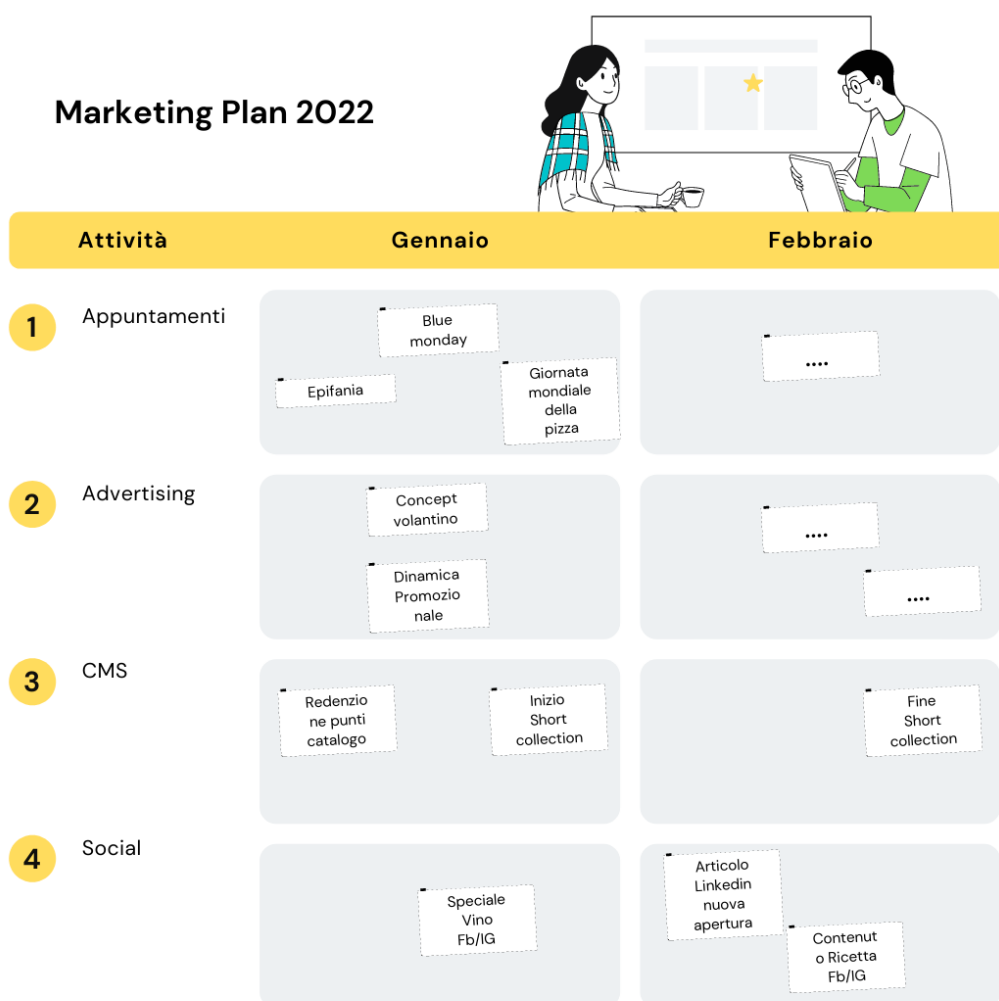 Marketing Plan 2022
Attività Gennaio Febbraio
1 Appuntamenti
Blue
monday
Epifania
Giornata
mondiale
della
pizza
....
2 Advertising
Concept
volantino
Dinamica
Promozio
nale
....
....
3 CMS
Redenzio
ne punti
catalogo
Inizio
Short
collection
Fine
Short
collection
4 Social
Speciale
Vino
Fb/IG
Articolo
Linkedin
nuova
apertura
Contenut
o Ricetta
Fb/IG